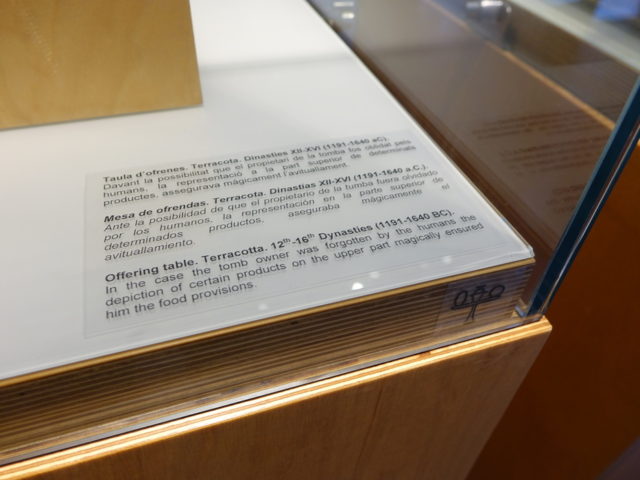 Taula d'ofrenes. Terracota. Dinasties XII-XVI (1191-1640 aC).
Davant la possibilitat que el propietari de la tomba fos oblidat pels
humans, la representació a la part superior de determinats
productes, assegurava màgicament l'avituallament.
Mesa de ofrendas. Terracota. Dinastías XII-XVI (1191-1640 a.C.).
Ante la posibilidad de que el propietario de la tumba fuera olvidado
por los humanos, la representación en la parte superior de
determinados productos, aseguraba mágicamente el
avituallamiento.
Offering table. Terracotta. 12th-16th Dynasties (1191-1640 BC).
In the case the tomb owner was forgotten by the humans the
depiction of certain products on the upper part magically ensured
him the food provisions.